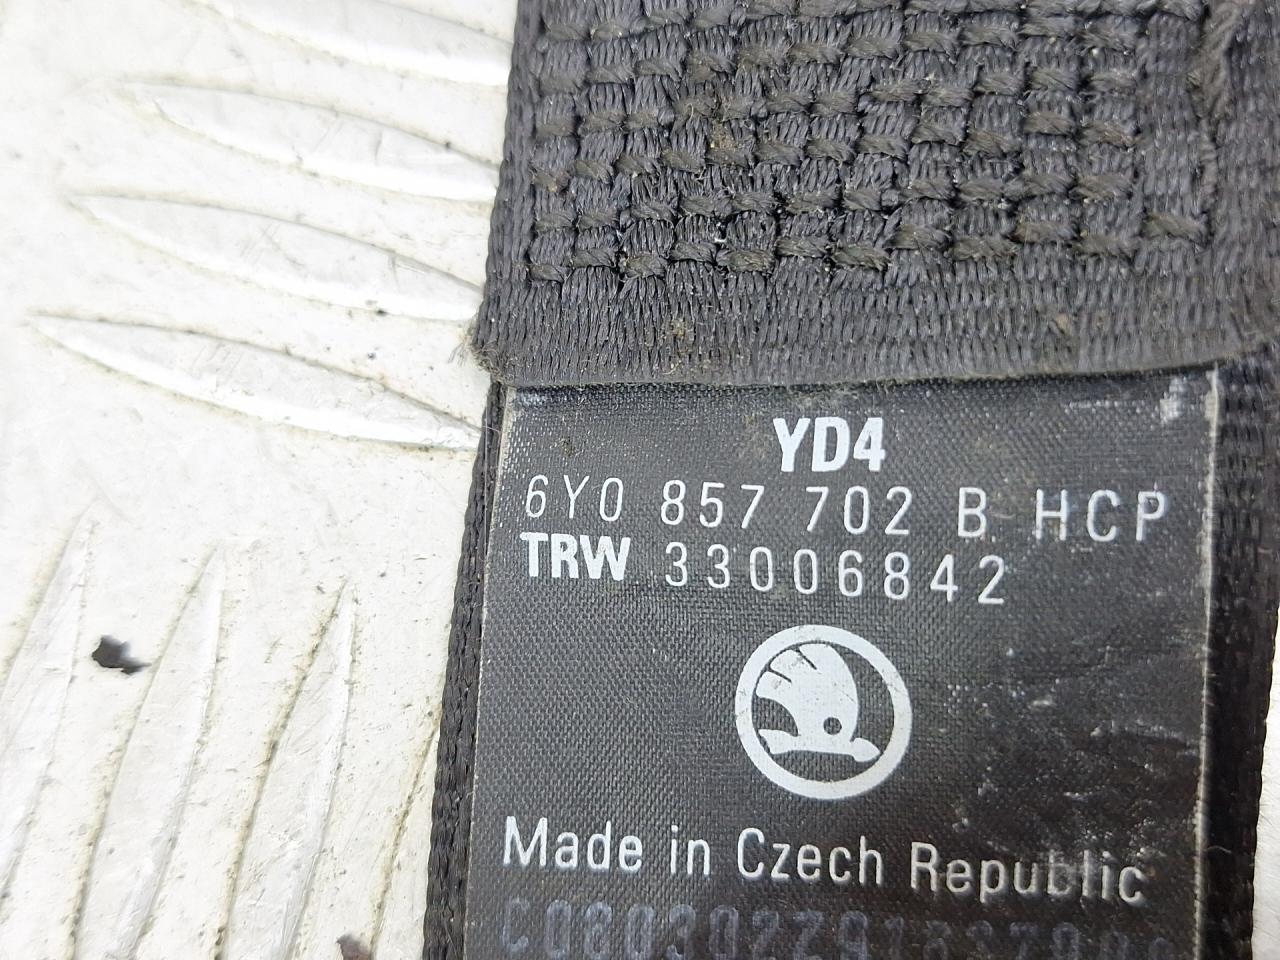 YD4
6Y0 857 702 B HCP
TRW 33006842
Made in Czech Republic